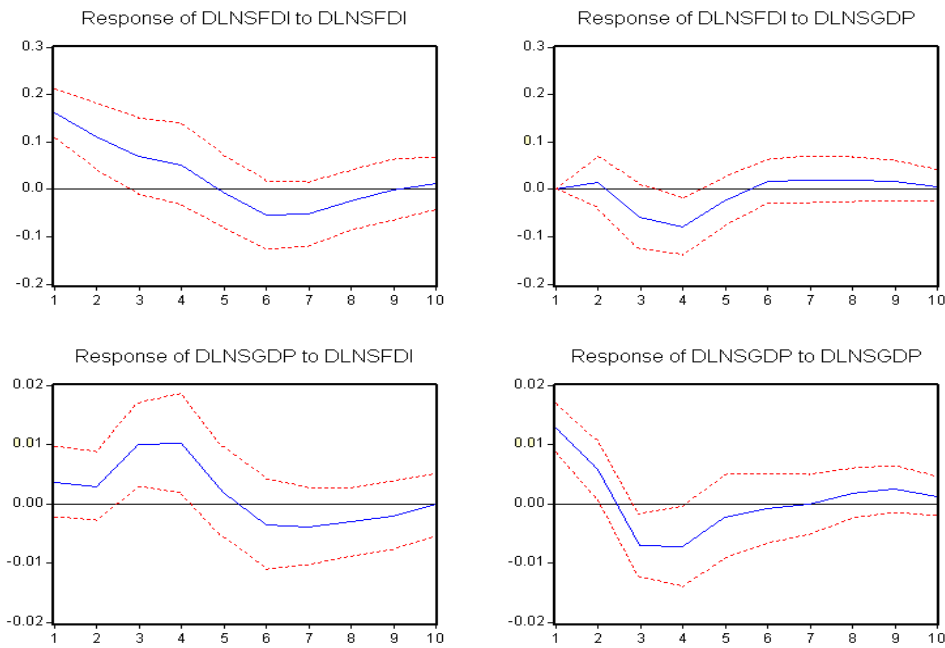 Response of DLNSFDI to DLNSFDI
0.3
0.2
0.1
0.0
-0.1
-0.2
1 2 3 4 5 6 7 8 9 10
Response of DLNSFDI to DLNSGDP
0.3
0.2
0.1
0.0
-0.1
-0.2
1 2 3 4 5 6 7 8 9 10
Response of DLNSGDP to DLNSFDI
0.02
0.01
0.00
-0.01
-0.02
1 2 3 4 5 6 7 8 9 10
Response of DLNSGDP to DLNSGDP
0.02
0.01
0.00
-0.01
-0.02
1 2 3 4 5 6 7 8 9 10